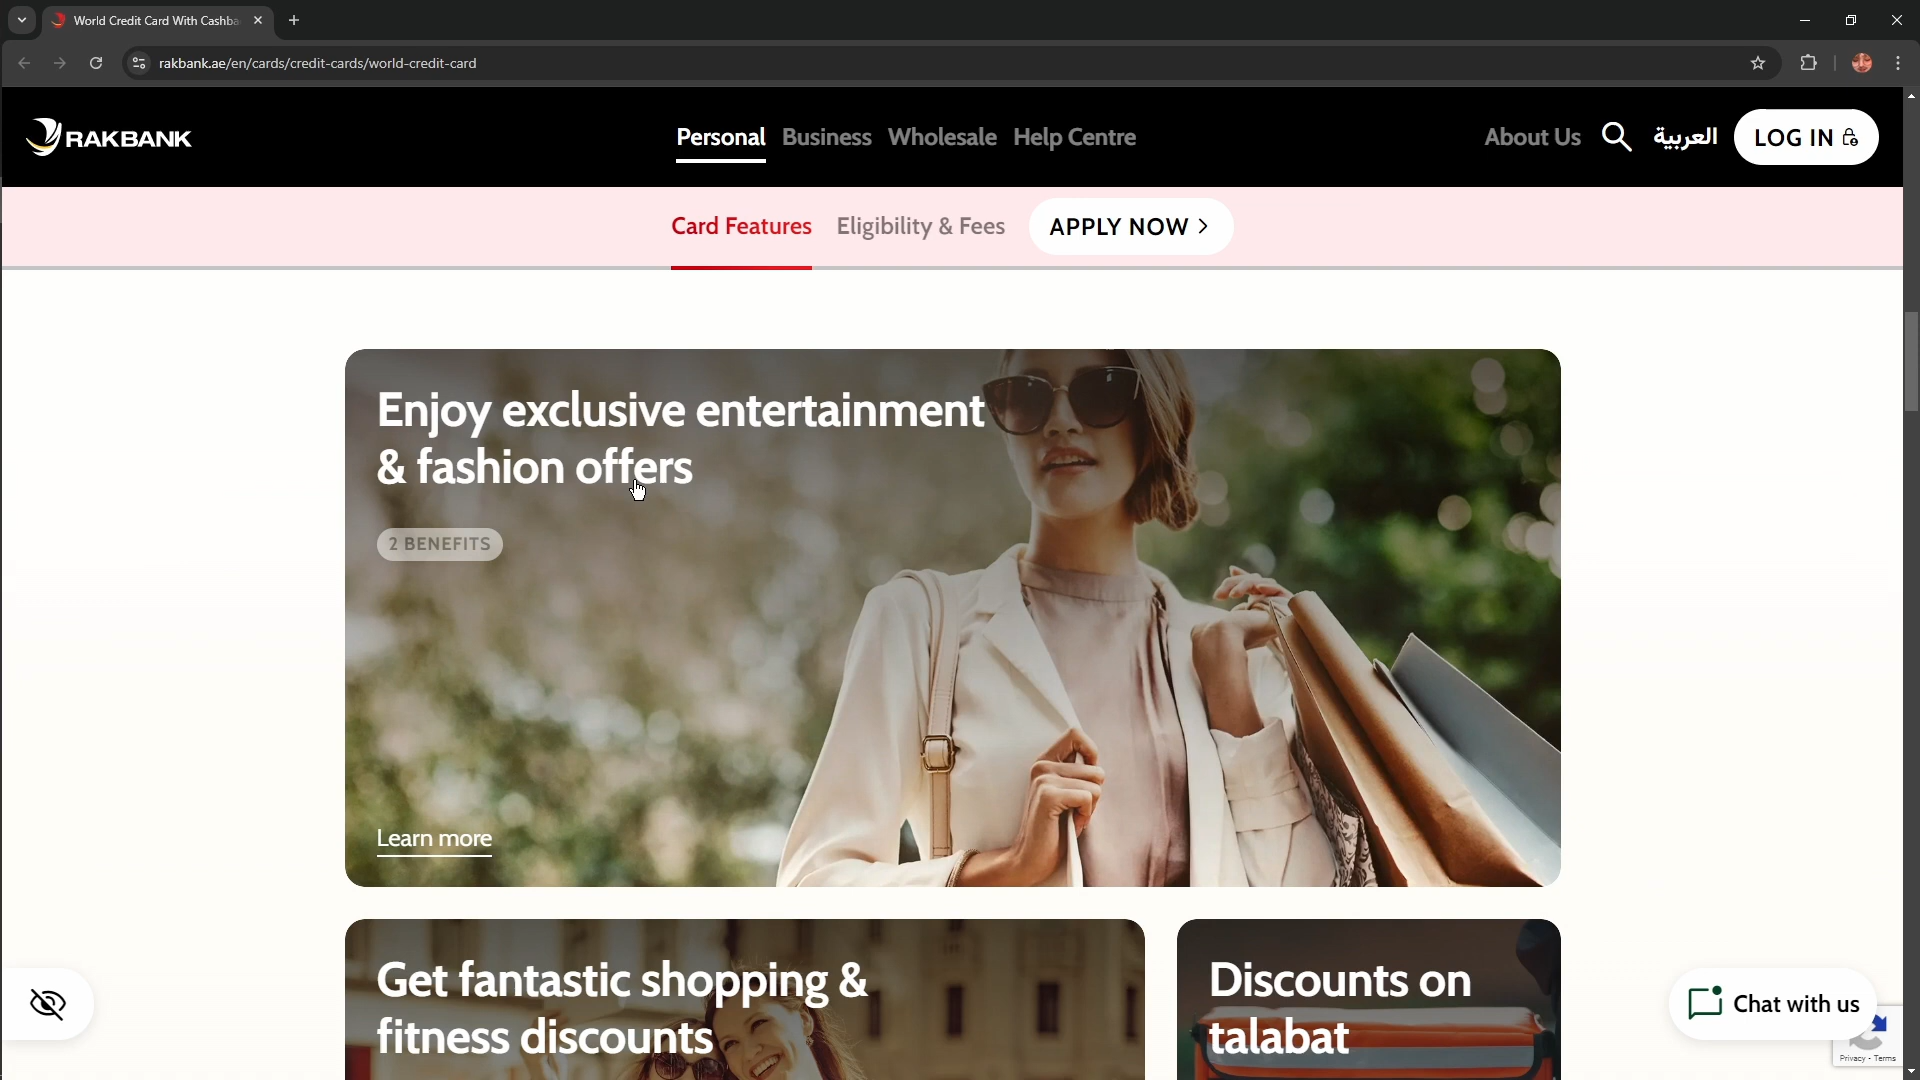 World Credit Card With Cashba
rakbank.ae/en/cards/credit-cards/world-credit-card
RAKBANK
Personal Business Wholesale Help Centre
About Us العربية LOG IN
Card Features Eligibility & Fees APPLY NOW >
Enjoy exclusive entertainment
& fashion offers
2 BENEFITS
Learn more
Get fantastic shopping &
fitness discounts
Discounts on
talabat
Chat with us
Privacy - Terms